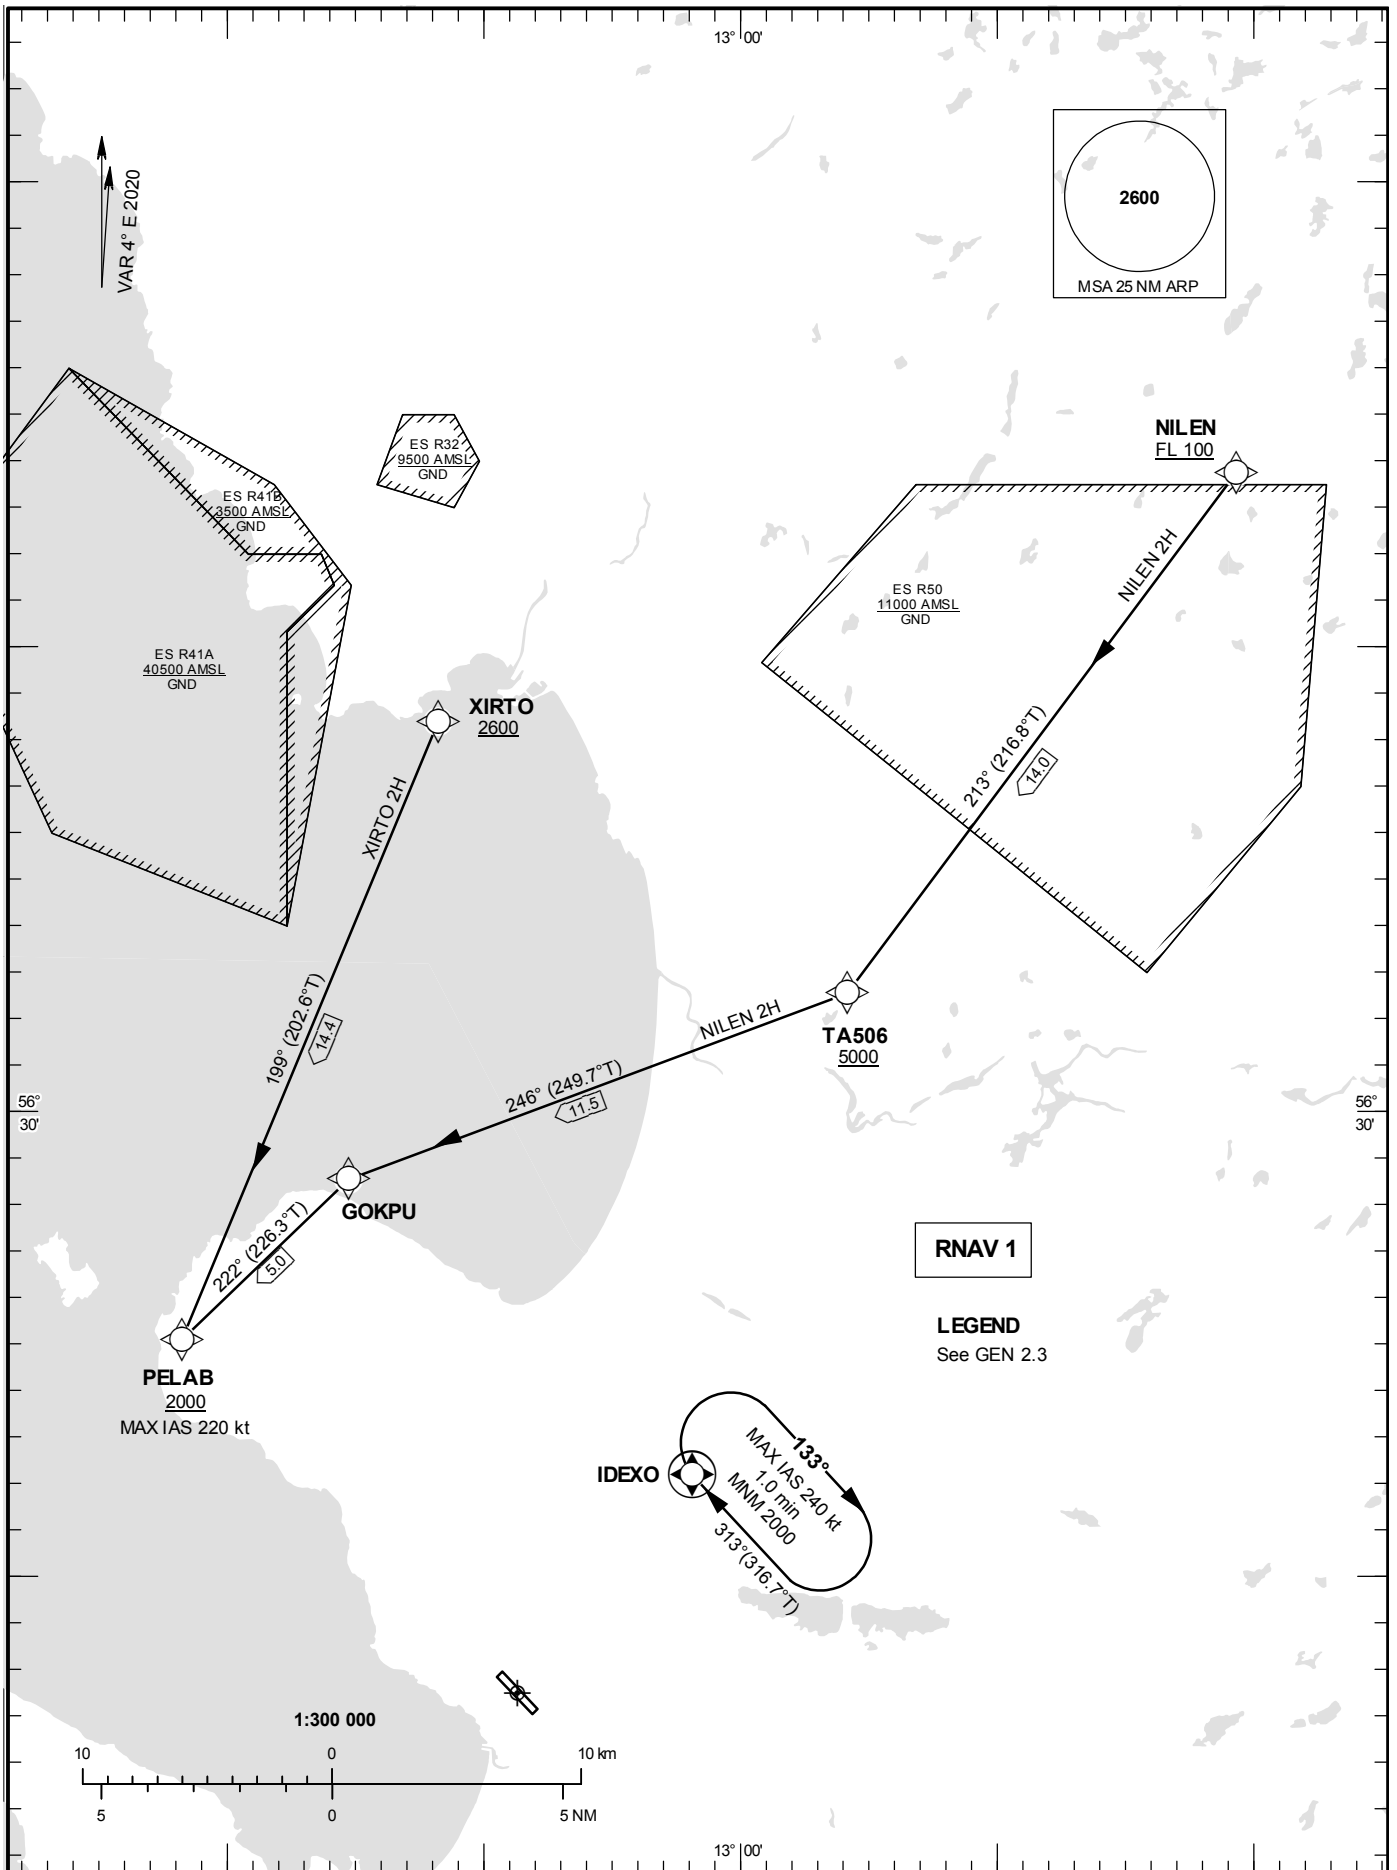 13° 00'
VAR 4° E 2020
2600
MSA 25 NM ARP
NILEN
FL 100
ES R32
9500 AMSL
GND
ES R41B
3500 AMSL
GND
NILEN 2H
ES R50
11000 AMSL
GND
ES R41A
40500 AMSL
GND
XIRTO
2600
213° (216.8°T)
14.0
XIRTO 2H
199° (202.6°T)
14.4
NILEN 2H
TA506
5000
246° (249.7°T)
11.5
56°
30'
56°
30'
GOKPU
222° (226.3°T)
5.0
RNAV 1
LEGEND
See GEN 2.3
PELAB
2000
MAX IAS 220 kt
IDEXO
133°
MAX IAS 240 kt
1.0 min
MNM 2000
313°(316.7°T)
1:300 000
10 0 10 km
5 0 5 NM
13° 00'